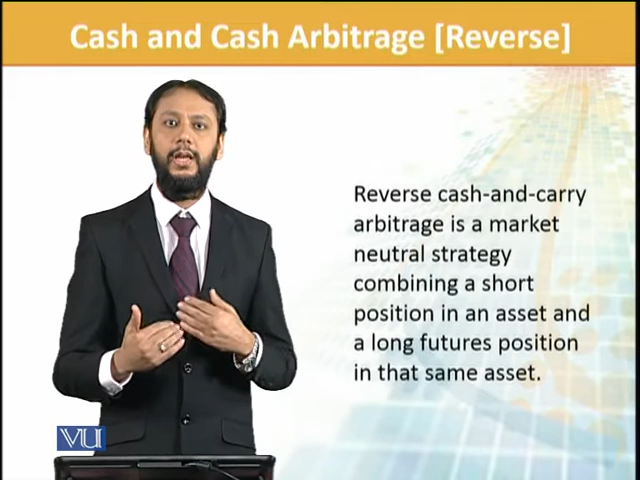 Cash and Cash Arbitrage [Reverse]
Reverse cash-and-carry
arbitrage is a market
neutral strategy
combining a short
position in an asset and
a long futures position
in that same asset.
VU